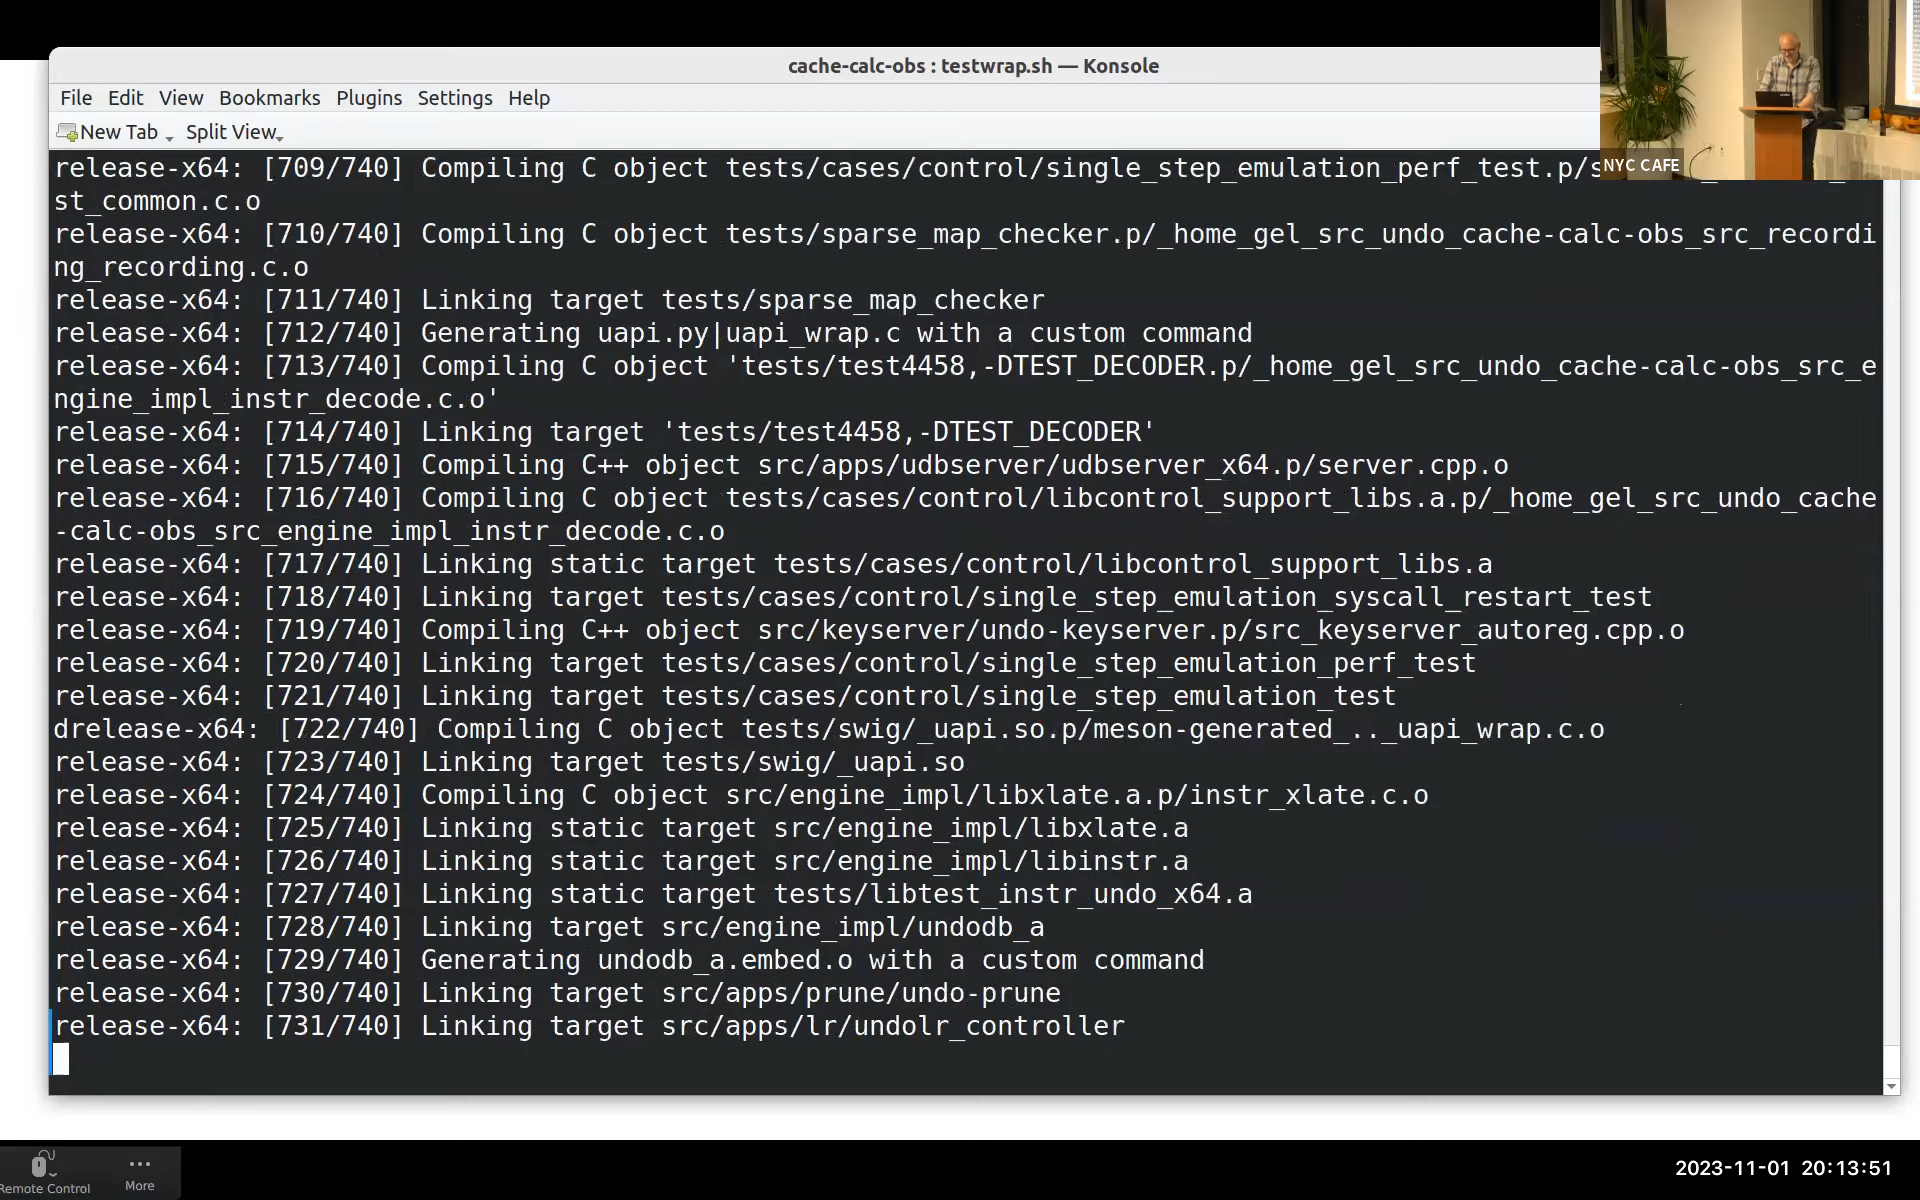 cache-calc-obs : testwrap.sh — Konsole
File Edit View Bookmarks Plugins Settings Help
New Tab Split View
NYC CAFE
release-x64: [709/740] Compiling C object tests/cases/control/single_step_emulation_perf_test.p/s
st_common.c.o
release-x64: [710/740] Compiling C object tests/sparse_map_checker.p/_home_gel_src_undo_cache-calc-obs_src_recordi
ng_recording.c.o
release-x64: [711/740] Linking target tests/sparse_map_checker
release-x64: [712/740] Generating uapi.py|uapi_wrap.c with a custom command
release-x64: [713/740] Compiling C object 'tests/test4458,-DTEST_DECODER.p/_home_gel_src_undo_cache-calc-obs_src_e
ngine_impl_instr_decode.c.o'
release-x64: [714/740] Linking target 'tests/test4458,-DTEST_DECODER'
release-x64: [715/740] Compiling C++ object src/apps/udbserver/udbserver_x64.p/server.cpp.o
release-x64: [716/740] Compiling C object tests/cases/control/libcontrol_support_libs.a.p/_home_gel_src_undo_cache
-calc-obs_src_engine_impl_instr_decode.c.o
release-x64: [717/740] Linking static target tests/cases/control/libcontrol_support_libs.a
release-x64: [718/740] Linking target tests/cases/control/single_step_emulation_syscall_restart_test
release-x64: [719/740] Compiling C++ object src/keyserver/undo-keyserver.p/src_keyserver_autoreg.cpp.o
release-x64: [720/740] Linking target tests/cases/control/single_step_emulation_perf_test
release-x64: [721/740] Linking target tests/cases/control/single_step_emulation_test
drelease-x64: [722/740] Compiling C object tests/swig/_uapi.so.p/meson-generated_.._uapi_wrap.c.o
release-x64: [723/740] Linking target tests/swig/_uapi.so
release-x64: [724/740] Compiling C object src/engine_impl/libxlate.a.p/instr_xlate.c.o
release-x64: [725/740] Linking static target src/engine_impl/libxlate.a
release-x64: [726/740] Linking static target src/engine_impl/libinstr.a
release-x64: [727/740] Linking static target tests/libtest_instr_undo_x64.a
release-x64: [728/740] Linking target src/engine_impl/undodb_a
release-x64: [729/740] Generating undodb_a.embed.o with a custom command
release-x64: [730/740] Linking target src/apps/prune/undo-prune
release-x64: [731/740] Linking target src/apps/lr/undolr_controller
Remote Control
More
2023-11-01 20:13:51